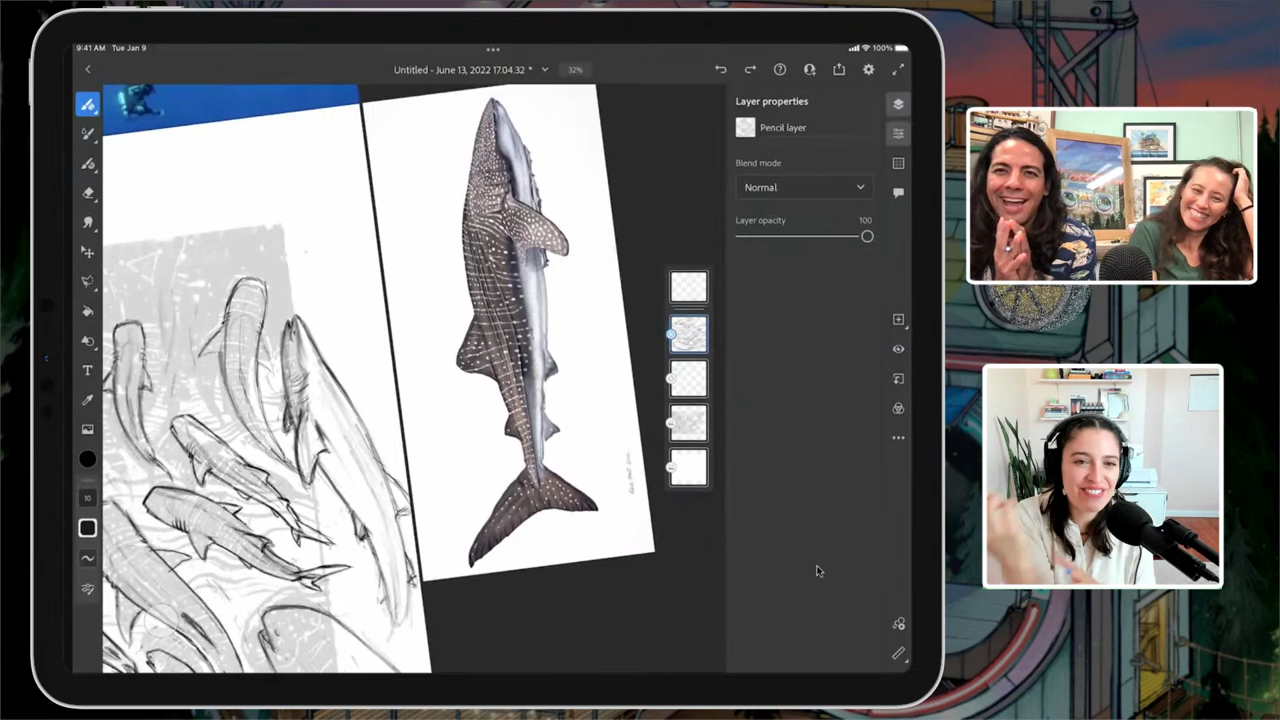 9:41 AM Tue Jan 9
100%
Untitled - June 13, 2022 17.04.32 *
32%
Layer properties
Pencil layer
Blend mode
Normal
Layer opacity 100
T
10